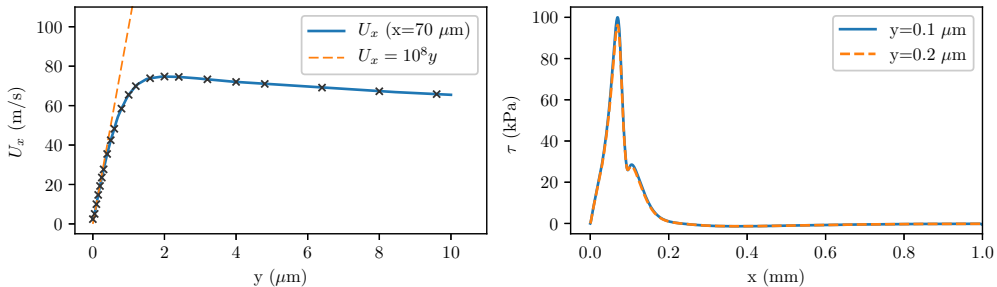 100
80
60
40
20
0
U_x (m/s)
0 2 4 6 8 10
y (μm)
U_x (x=70 μm)
U_x = 10⁸y
100
80
60
40
20
0
τ (kPa)
0.0 0.2 0.4 0.6 0.8 1.0
x (mm)
y=0.1 μm
y=0.2 μm